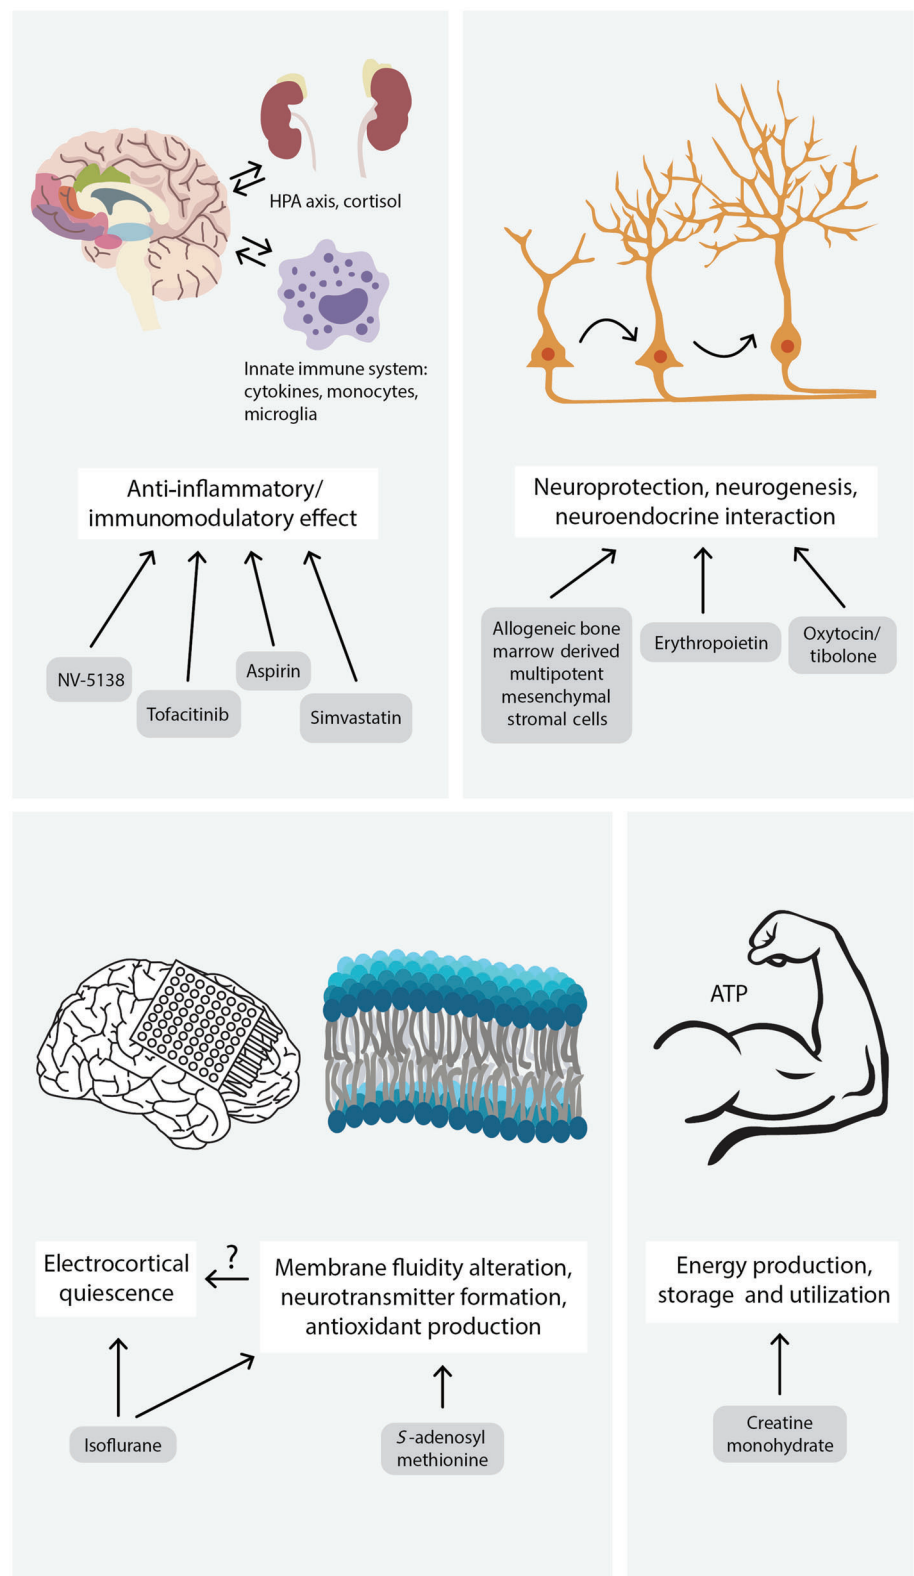 HPA axis, cortisol
Innate immune system:
cytokines, monocytes,
microglia
Anti-inflammatory/
immunomodulatory effect
NV-5138
Tofacitinib
Aspirin
Simvastatin
Neuroprotection, neurogenesis,
neuroendocrine interaction
Allogeneic bone
marrow derived
multipotent
mesenchymal
stromal cells
Erythropoietin
Oxytocin/
tibolone
Electrocortical
quiescence
?
Membrane fluidity alteration,
neurotransmitter formation,
antioxidant production
Isoflurane
S-adenosyl
methionine
ATP
Energy production,
storage and utilization
Creatine
monohydrate